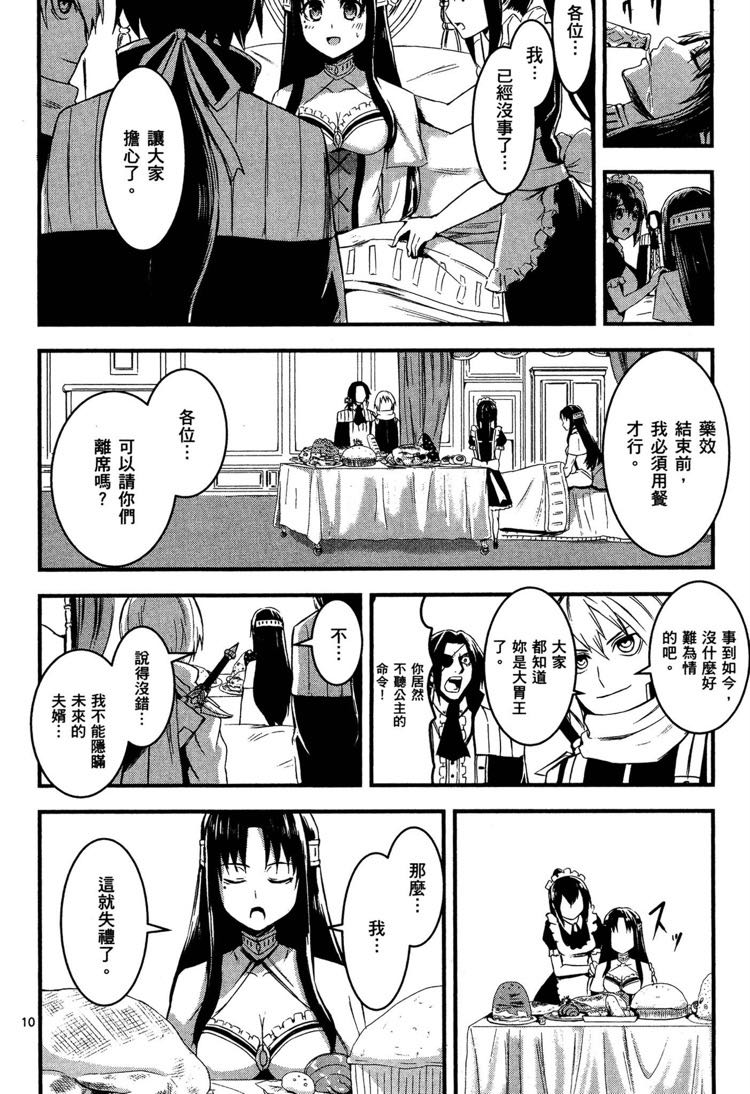 各位…
我…
已經沒事了…
讓大家
擔心了。
藥效
結束前，
我必須用餐
才行。
各位…
可以請你們
離席嗎？
事到如今，
沒什麼好
難為情
的吧。
大家
都知道
妳是大胃王
了。
你居然
不聽公主的
命令！
不…
說得沒錯…
我不能隱瞞
未來的
夫婿…
スッ
那麼…
我…
這就失禮了。
10